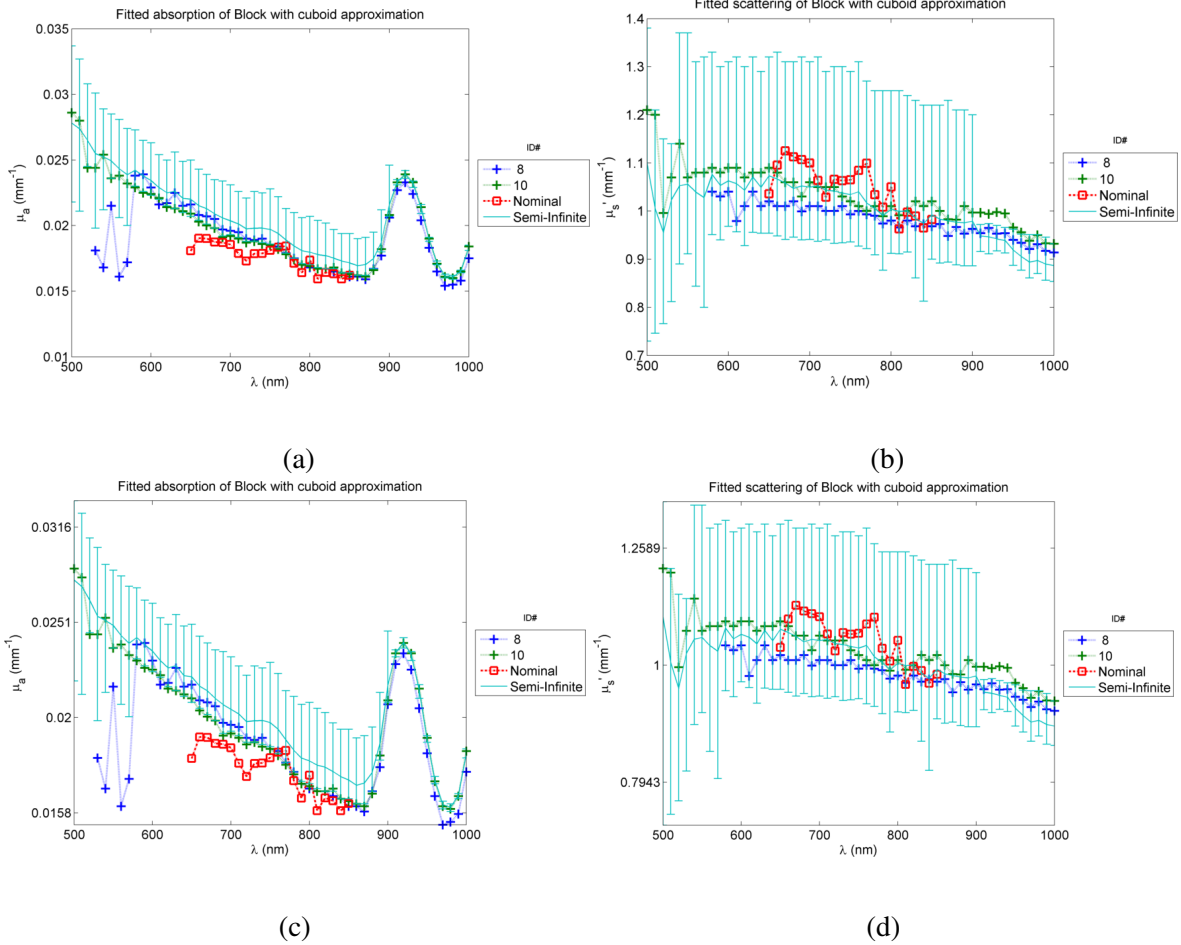 Fitted absorption of Block with cuboid approximation
0.035
0.03
0.025
0.02
0.015
0.01
μa (mm-1)
500 600 700 800 900 1000
λ (nm)
ID#
8
10
Nominal
Semi-Infinite
(a)
Fitted scattering of Block with cuboid approximation
1.4
1.3
1.2
1.1
1
0.9
0.8
0.7
μs' (mm-1)
500 600 700 800 900 1000
λ (nm)
ID#
8
10
Nominal
Semi-Infinite
(b)
Fitted absorption of Block with cuboid approximation
0.0316
0.0251
0.02
0.0158
μa (mm-1)
500 600 700 800 900 1000
λ (nm)
ID#
8
10
Nominal
Semi-Infinite
(c)
Fitted scattering of Block with cuboid approximation
1.2589
1
0.7943
μs' (mm-1)
500 600 700 800 900 1000
λ (nm)
ID#
8
10
Nominal
Semi-Infinite
(d)